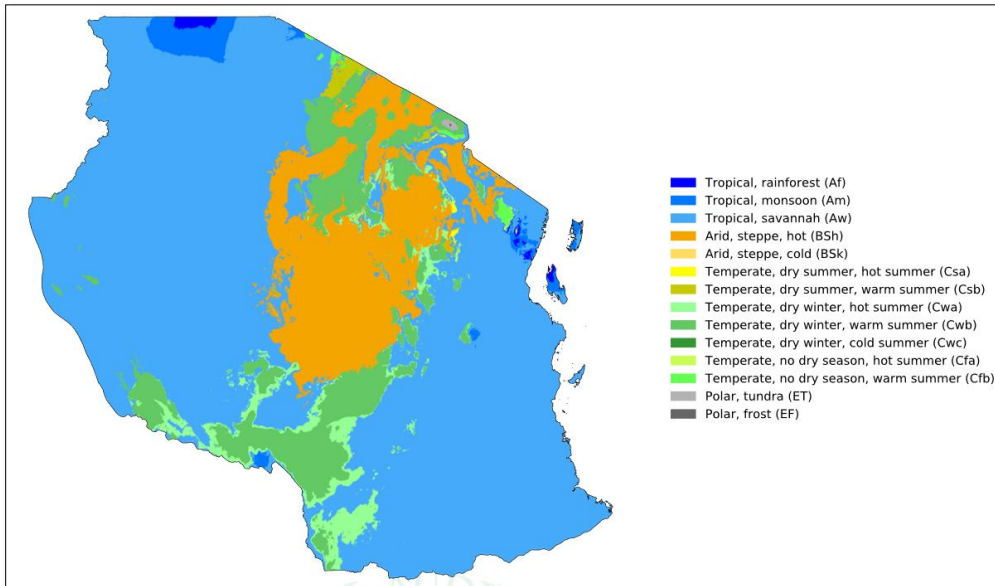 Tropical, rainforest (Af)
Tropical, monsoon (Am)
Tropical, savannah (Aw)
Arid, steppe, hot (BSh)
Arid, steppe, cold (BSk)
Temperate, dry summer, hot summer (Csa)
Temperate, dry summer, warm summer (Csb)
Temperate, dry winter, hot summer (Cwa)
Temperate, dry winter, warm summer (Cwb)
Temperate, dry winter, cold summer (Cwc)
Temperate, no dry season, hot summer (Cfa)
Temperate, no dry season, warm summer (Cfb)
Polar, tundra (ET)
Polar, frost (EF)